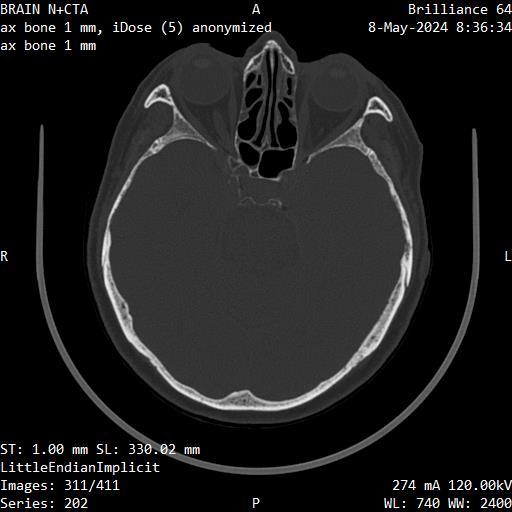 BRAIN N+CTA
ax bone 1 mm, iDose (5) anonymized
ax bone 1 mm
A
Brilliance 64
8-May-2024 8:36:34
R
L
ST: 1.00 mm SL: 330.02 mm
LittleEndianImplicit
Images: 311/411
Series: 202
P
274 mA 120.00kV
WL: 740 WW: 2400